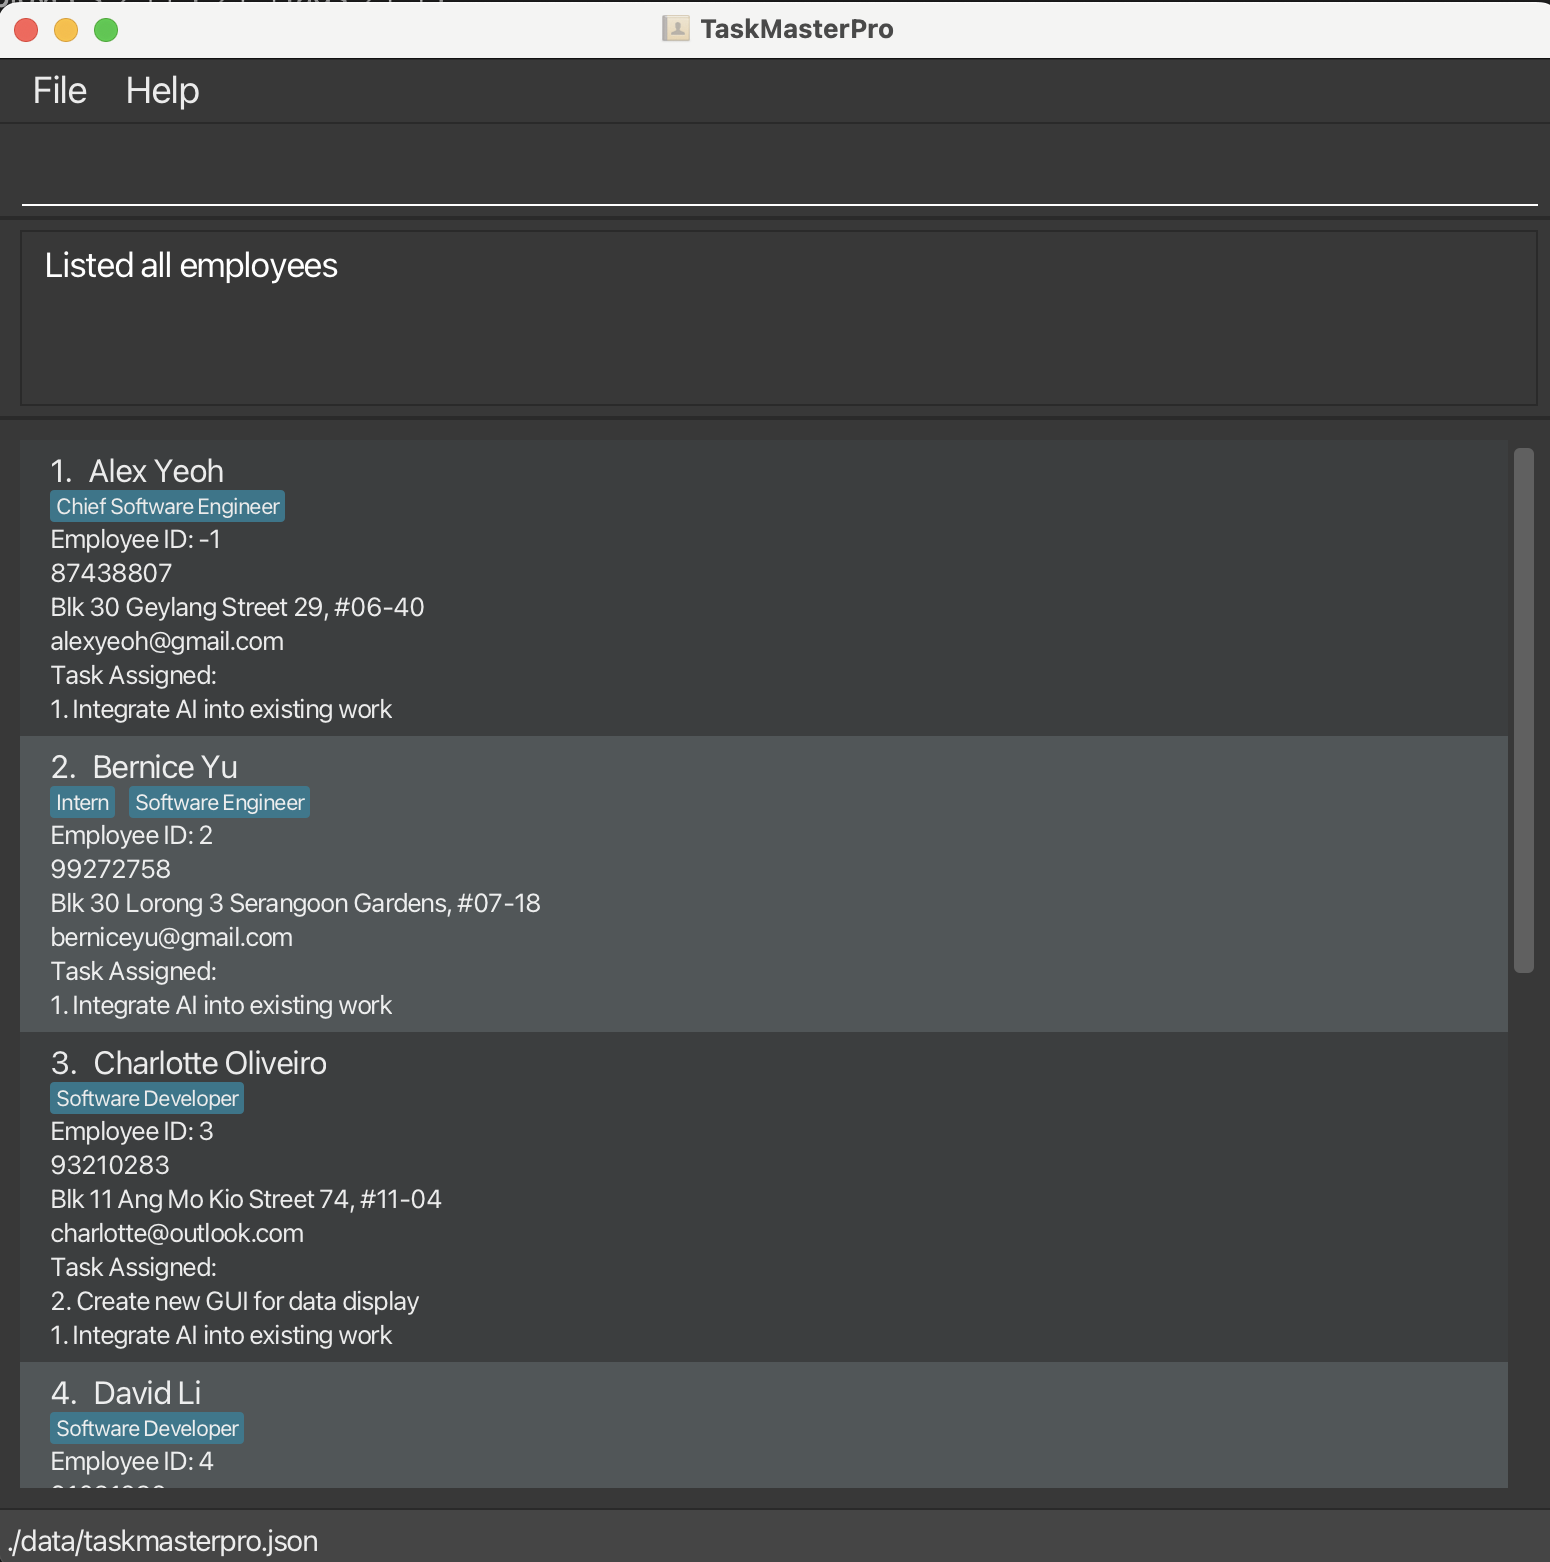 TaskMasterPro
File Help
Listed all employees
1. Alex Yeoh
Chief Software Engineer
Employee ID: -1
87438807
Blk 30 Geylang Street 29, #06-40
alexyeoh@gmail.com
Task Assigned:
1. Integrate AI into existing work
2. Bernice Yu
Intern Software Engineer
Employee ID: 2
99272758
Blk 30 Lorong 3 Serangoon Gardens, #07-18
berniceyu@gmail.com
Task Assigned:
1. Integrate AI into existing work
3. Charlotte Oliveiro
Software Developer
Employee ID: 3
93210283
Blk 11 Ang Mo Kio Street 74, #11-04
charlotte@outlook.com
Task Assigned:
2. Create new GUI for data display
1. Integrate AI into existing work
4. David Li
Software Developer
Employee ID: 4
./data/taskmasterpro.json